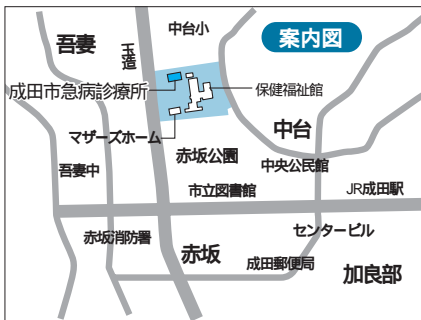 中台小
案内図
吾妻
玉造
成田市急病診療所
保健福祉館
マザーズホーム
中台
赤坂公園
中央公民館
吾妻中
市立図書館
JR成田駅
赤坂消防署
センタービル
赤坂
成田郵便局
加良部